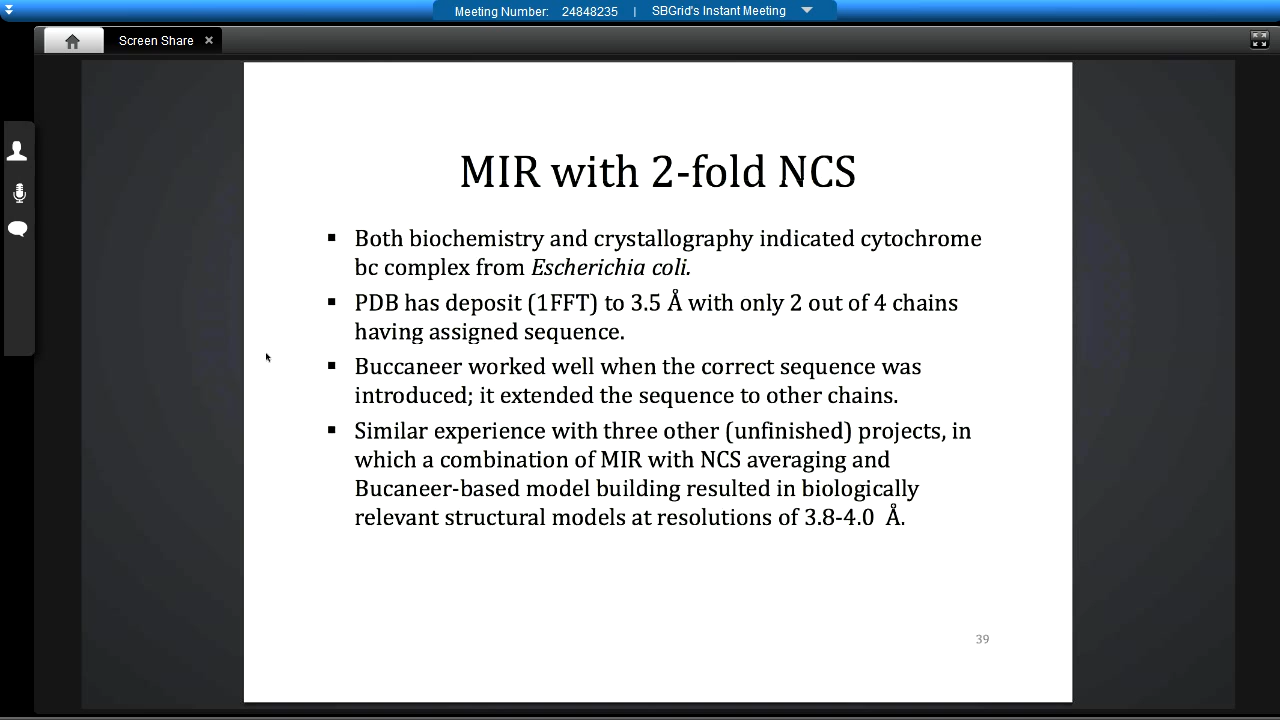 Meeting Number: 24848235 | SBGrid's Instant Meeting
Screen Share
MIR with 2-fold NCS
▪ Both biochemistry and crystallography indicated cytochrome
bc complex from Escherichia coli.
▪ PDB has deposit (1FFT) to 3.5 Å with only 2 out of 4 chains
having assigned sequence.
▪ Buccaneer worked well when the correct sequence was
introduced; it extended the sequence to other chains.
▪ Similar experience with three other (unfinished) projects, in
which a combination of MIR with NCS averaging and
Bucaneer-based model building resulted in biologically
relevant structural models at resolutions of 3.8-4.0 Å.
39